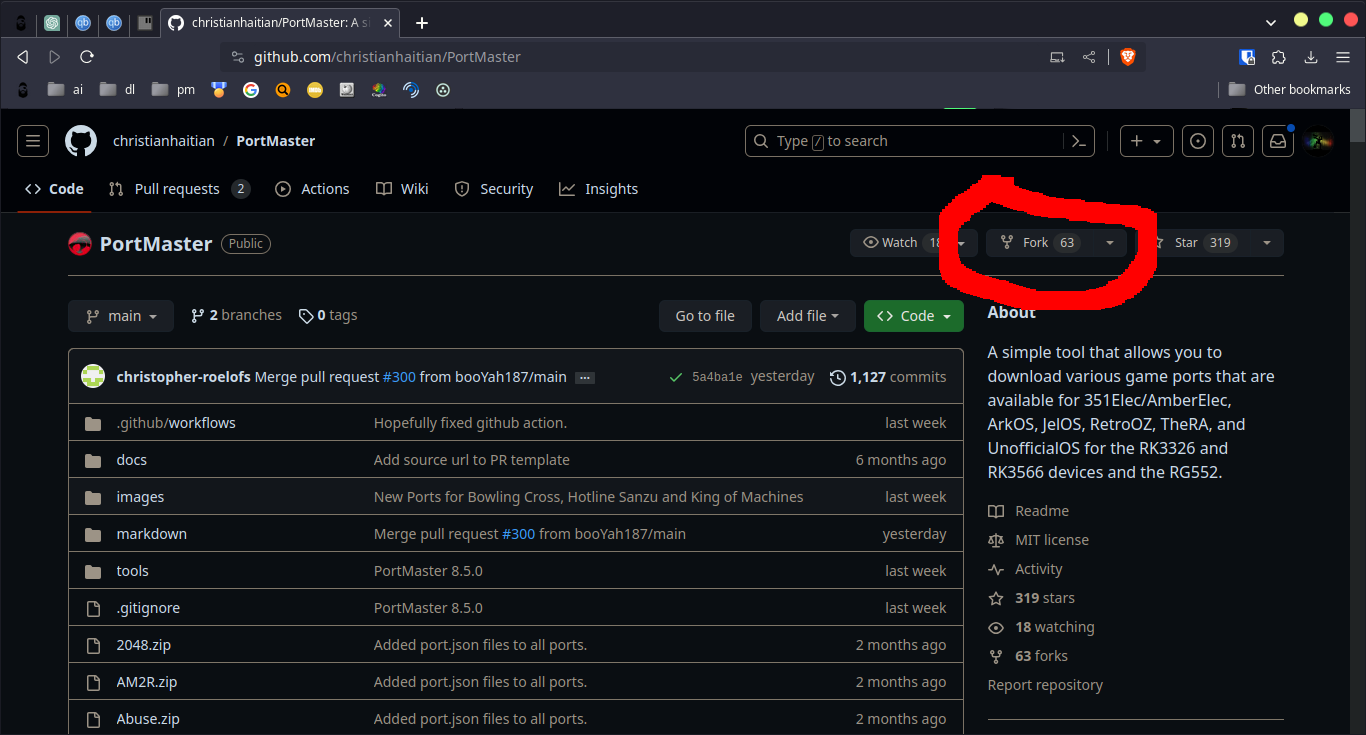 christianhaitian/PortMaster: A si
github.com/christianhaitian/PortMaster
ai dl pm Other bookmarks
christianhaitian / PortMaster Type / to search
Code Pull requests 2 Actions Wiki Security Insights
PortMaster Public Watch 18 Fork 63 Star 319
main 2 branches 0 tags Go to file Add file Code
About
christopher-roelofs Merge pull request #300 from booYah187/main ... 5a4ba1e yesterday 1,127 commits
.github/workflows Hopefully fixed github action. last week
docs Add source url to PR template 6 months ago
images New Ports for Bowling Cross, Hotline Sanzu and King of Machines last week
markdown Merge pull request #300 from booYah187/main yesterday
tools PortMaster 8.5.0 last week
.gitignore PortMaster 8.5.0 last week
2048.zip Added port.json files to all ports. 2 months ago
AM2R.zip Added port.json files to all ports. 2 months ago
Abuse.zip Added port.json files to all ports. 2 months ago
A simple tool that allows you to
download various game ports that are
available for 351Elec/AmberElec,
ArkOS, JelOS, RetroOZ, TheRA, and
UnofficialOS for the RK3326 and
RK3566 devices and the RG552.
Readme
MIT license
Activity
319 stars
18 watching
63 forks
Report repository